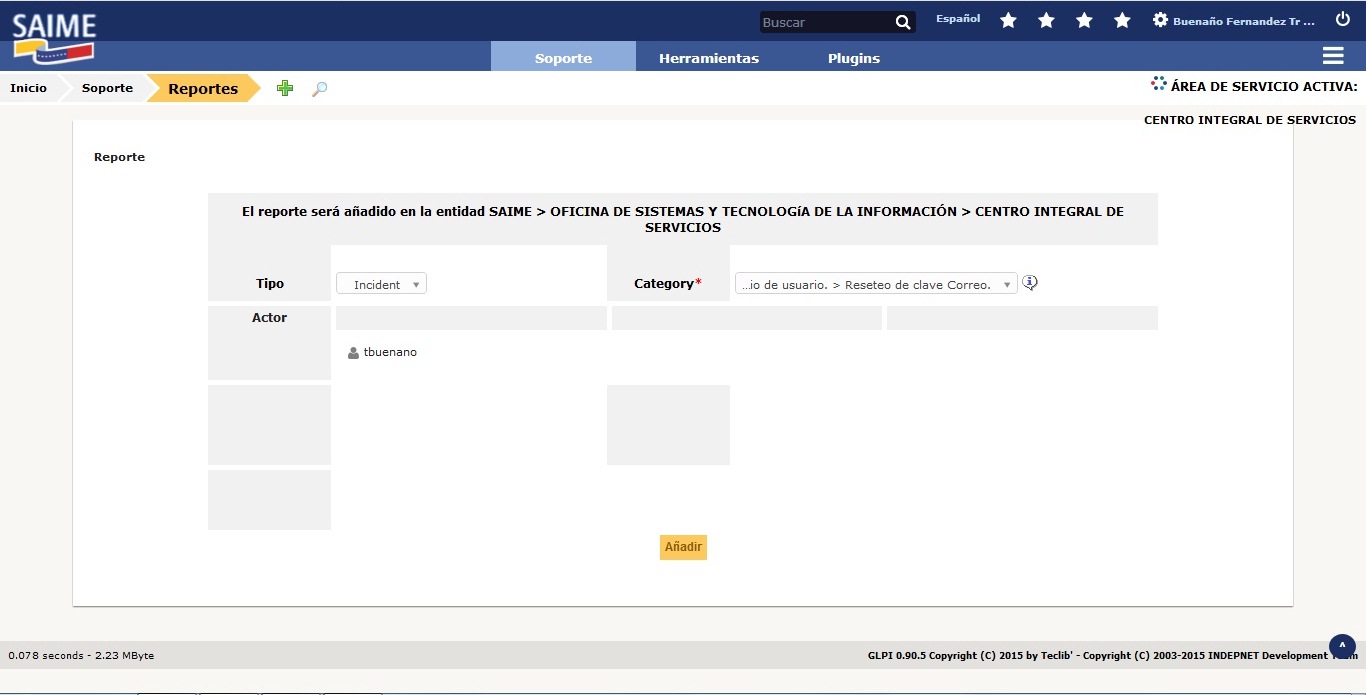 SAIME
Buscar
Español
Buenaño Fernandez Tr ...
Soporte
Herramientas
Plugins
Inicio
Soporte
Reportes
ÁREA DE SERVICIO ACTIVA:
CENTRO INTEGRAL DE SERVICIOS
Reporte
El reporte será añadido en la entidad SAIME > OFICINA DE SISTEMAS Y TECNOLOGíA DE LA INFORMACIÓN > CENTRO INTEGRAL DE
SERVICIOS
Tipo
Incident
Category*
...io de usuario. > Reseteo de clave Correo.
Actor
tbuenano
Añadir
0.078 seconds - 2.23 MByte
GLPI 0.90.5 Copyright (C) 2015 by Teclib' - Copyright (C) 2003-2015 INDEPNET Development